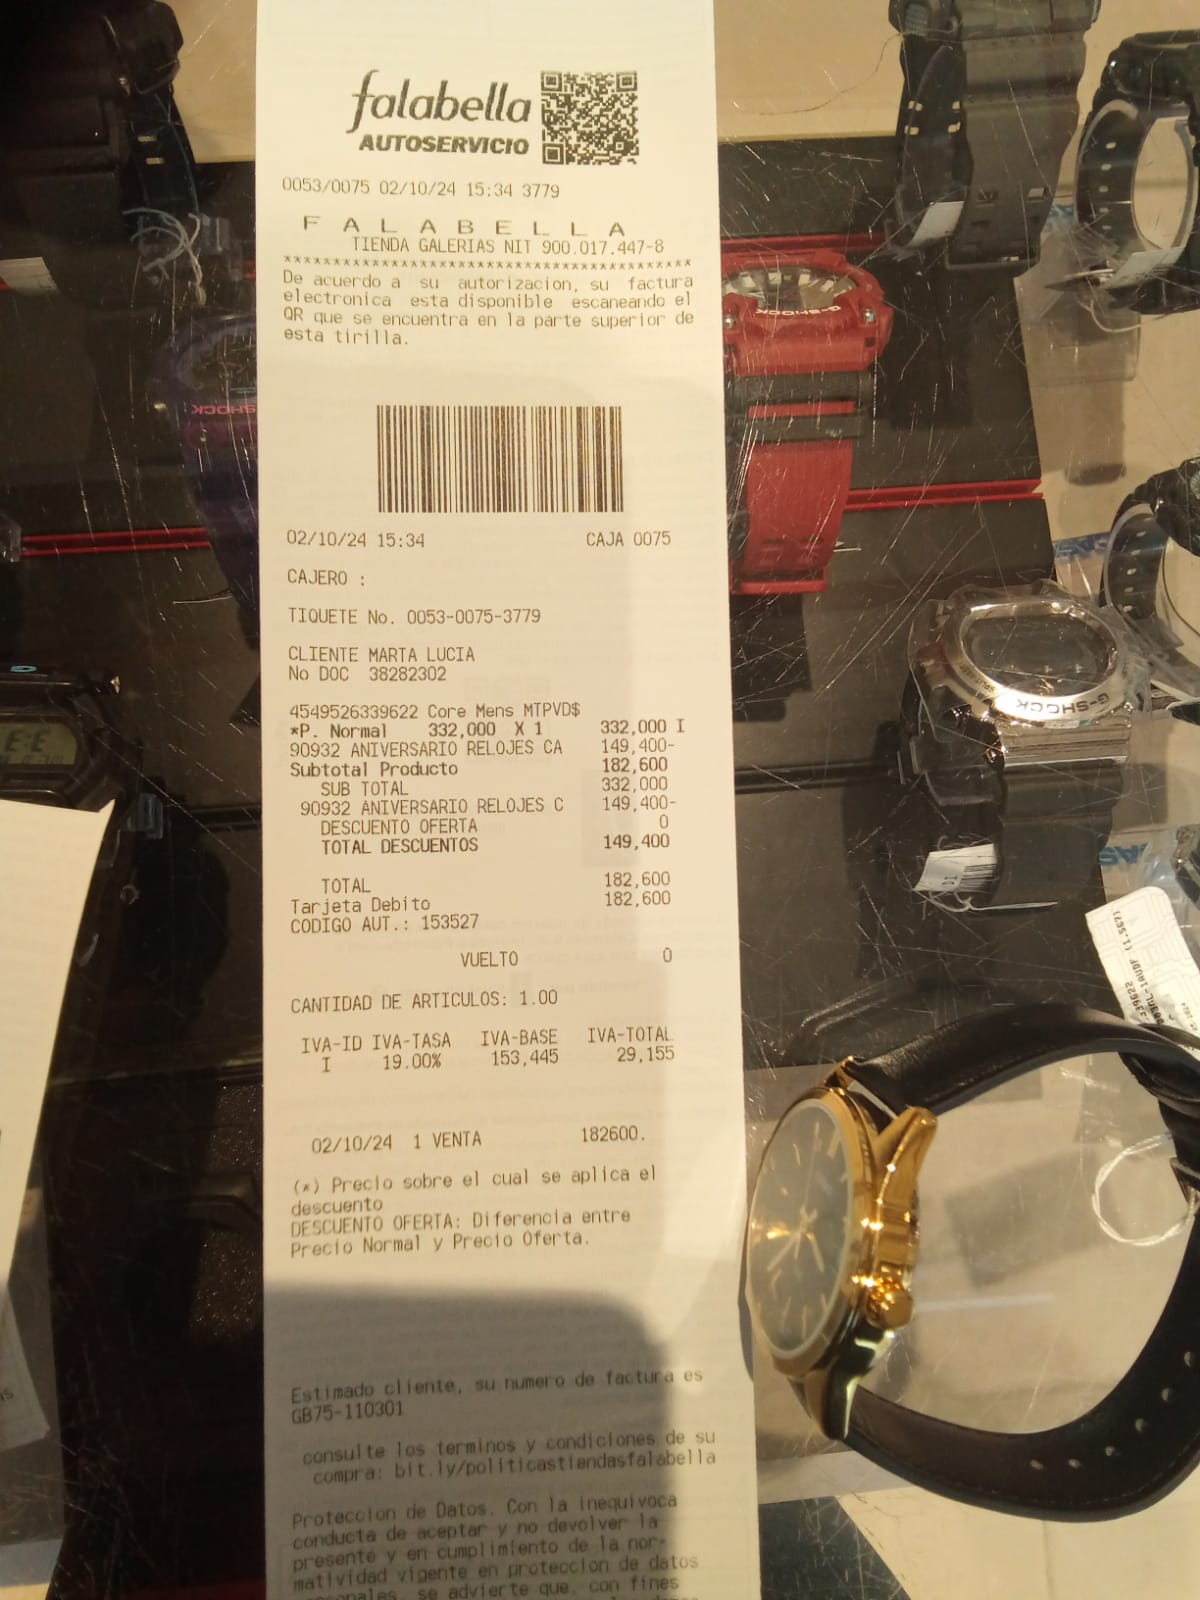 falabella
AUTOSERVICIO
0053/0075 02/10/24 15:34 3779
F A L A B E L L A
TIENDA GALERIAS NIT 900.017.447-8
*****************************************
De acuerdo a su autorizacion, su factura
electronica esta disponible escaneando el
QR que se encuentra en la parte superior de
esta tirilla.
02/10/24 15:34 CAJA 0075
CAJERO :
TIQUETE No. 0053-0075-3779
CLIENTE MARTA LUCIA
No DOC 38282302
4549526339622 Core Mens MTPVD$
*P. Normal 332,000 X 1 332,000 I
90932 ANIVERSARIO RELOJES CA 149,400-
Subtotal Producto 182,600
SUB TOTAL 332,000
90932 ANIVERSARIO RELOJES C 149,400-
DESCUENTO OFERTA 0
TOTAL DESCUENTOS 149,400
TOTAL 182,600
Tarjeta Debito 182,600
CODIGO AUT.: 153527
VUELTO 0
CANTIDAD DE ARTICULOS: 1.00
IVA-ID IVA-TASA IVA-BASE IVA-TOTAL
I 19.00% 153,445 29,155
02/10/24 1 VENTA 182600.
(*) Precio sobre el cual se aplica el
descuento
DESCUENTO OFERTA: Diferencia entre
Precio Normal y Precio Oferta.
Estimado cliente, su numero de factura es
GB75-110301
consulte los terminos y condiciones de su
compra: bit.ly/politicastiendasfalabella
Proteccion de Datos. Con la inequivoca
conducta de aceptar y no devolver la
presente y en cumplimiento de la nor-
matividad vigente en proteccion de datos
personales, se advierte que, con fines
G-SHOCK
G-SHOCK
G-SHOCK